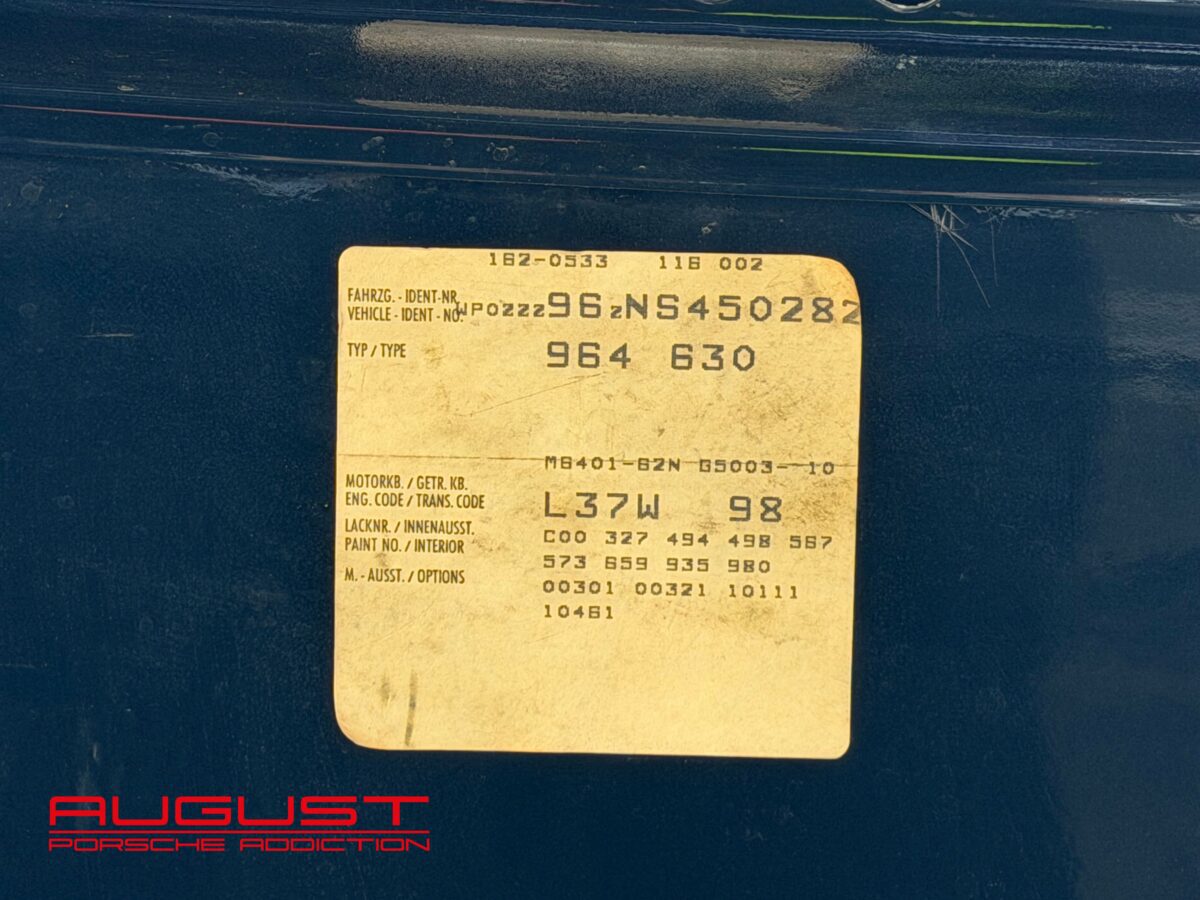 162-0533 116 002
FAHRZG. - IDENT-NR.
VEHICLE - IDENT - NO. WP0ZZZ96ZNS450282
TYP / TYPE 964 630
M6401-62N G5003- 10
MOTORKB. / GETR. KB.
ENG. CODE / TRANS. CODE L37W 98
LACKNR. / INNENAUSST. C00 327 494 498 567
PAINT NO. / INTERIOR 573 659 935 980
M. - AUSST. / OPTIONS 00301 00321 10111
10461
AUGUST
PORSCHE ADDICTION